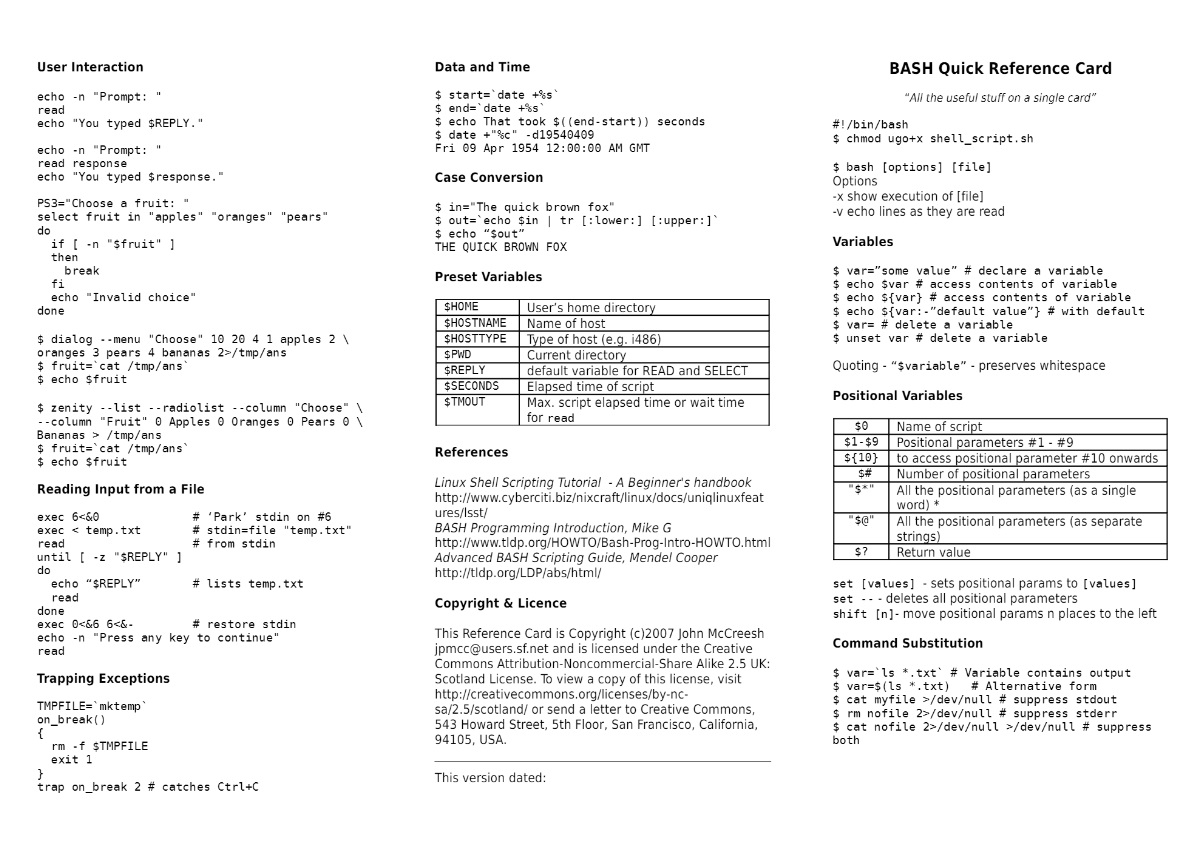 User Interaction
echo -n "Prompt: "
read
echo "You typed $REPLY."
echo -n "Prompt: "
read response
echo "You typed $response."
PS3="Choose a fruit: "
select fruit in "apples" "oranges" "pears"
do
  if [ -n "$fruit" ]
  then
    break
  fi
  echo "Invalid choice"
done
$ dialog --menu "Choose" 10 20 4 1 apples 2 \
oranges 3 pears 4 bananas 2>/tmp/ans
$ fruit=`cat /tmp/ans`
$ echo $fruit
$ zenity --list --radiolist --column "Choose" \
--column "Fruit" 0 Apples 0 Oranges 0 Pears 0 \
Bananas > /tmp/ans
$ fruit=`cat /tmp/ans`
$ echo $fruit
Reading Input from a File
exec 6<&0 # ‘Park’ stdin on #6
exec < temp.txt # stdin=file "temp.txt"
read # from stdin
until [ -z "$REPLY" ]
do
  echo “$REPLY” # lists temp.txt
  read
done
exec 0<&6 6<&- # restore stdin
echo -n "Press any key to continue"
read
Trapping Exceptions
TMPFILE=`mktemp`
on_break()
{
  rm -f $TMPFILE
  exit 1
}
trap on_break 2 # catches Ctrl+C
Data and Time
$ start=`date +%s`
$ end=`date +%s`
$ echo That took $((end-start)) seconds
$ date +"%c" -d19540409
Fri 09 Apr 1954 12:00:00 AM GMT
Case Conversion
$ in="The quick brown fox"
$ out=`echo $in | tr [:lower:] [:upper:]`
$ echo “$out”
THE QUICK BROWN FOX
Preset Variables
$HOME User’s home directory
$HOSTNAME Name of host
$HOSTTYPE Type of host (e.g. i486)
$PWD Current directory
$REPLY default variable for READ and SELECT
$SECONDS Elapsed time of script
$TMOUT Max. script elapsed time or wait time
for read
References
Linux Shell Scripting Tutorial  - A Beginner's handbook
http://www.cyberciti.biz/nixcraft/linux/docs/uniqlinuxfeat
ures/lsst/
BASH Programming Introduction, Mike G
http://www.tldp.org/HOWTO/Bash-Prog-Intro-HOWTO.html
Advanced BASH Scripting Guide, Mendel Cooper
http://tldp.org/LDP/abs/html/
Copyright & Licence
This Reference Card is Copyright (c)2007 John McCreesh
jpmcc@users.sf.net and is licensed under the Creative
Commons Attribution-Noncommercial-Share Alike 2.5 UK:
Scotland License. To view a copy of this license, visit
http://creativecommons.org/licenses/by-nc-
sa/2.5/scotland/ or send a letter to Creative Commons,
543 Howard Street, 5th Floor, San Francisco, California,
94105, USA.
This version dated:
BASH Quick Reference Card
“All the useful stuff on a single card”
#!/bin/bash
$ chmod ugo+x shell_script.sh
$ bash [options] [file]
Options
-x show execution of [file]
-v echo lines as they are read
Variables
$ var=”some value” # declare a variable
$ echo $var # access contents of variable
$ echo ${var} # access contents of variable
$ echo ${var:-”default value”} # with default
$ var= # delete a variable
$ unset var # delete a variable
Quoting - “$variable” - preserves whitespace
Positional Variables
$0 Name of script
$1-$9 Positional parameters #1 - #9
${10} to access positional parameter #10 onwards
$# Number of positional parameters
"$*" All the positional parameters (as a single
word) *
"$@" All the positional parameters (as separate
strings)
$? Return value
set [values] - sets positional params to [values]
set -- - deletes all positional parameters
shift [n]- move positional params n places to the left
Command Substitution
$ var=`ls *.txt` # Variable contains output
$ var=$(ls *.txt)   # Alternative form
$ cat myfile >/dev/null # suppress stdout
$ rm nofile 2>/dev/null # suppress stderr
$ cat nofile 2>/dev/null >/dev/null # suppress
both